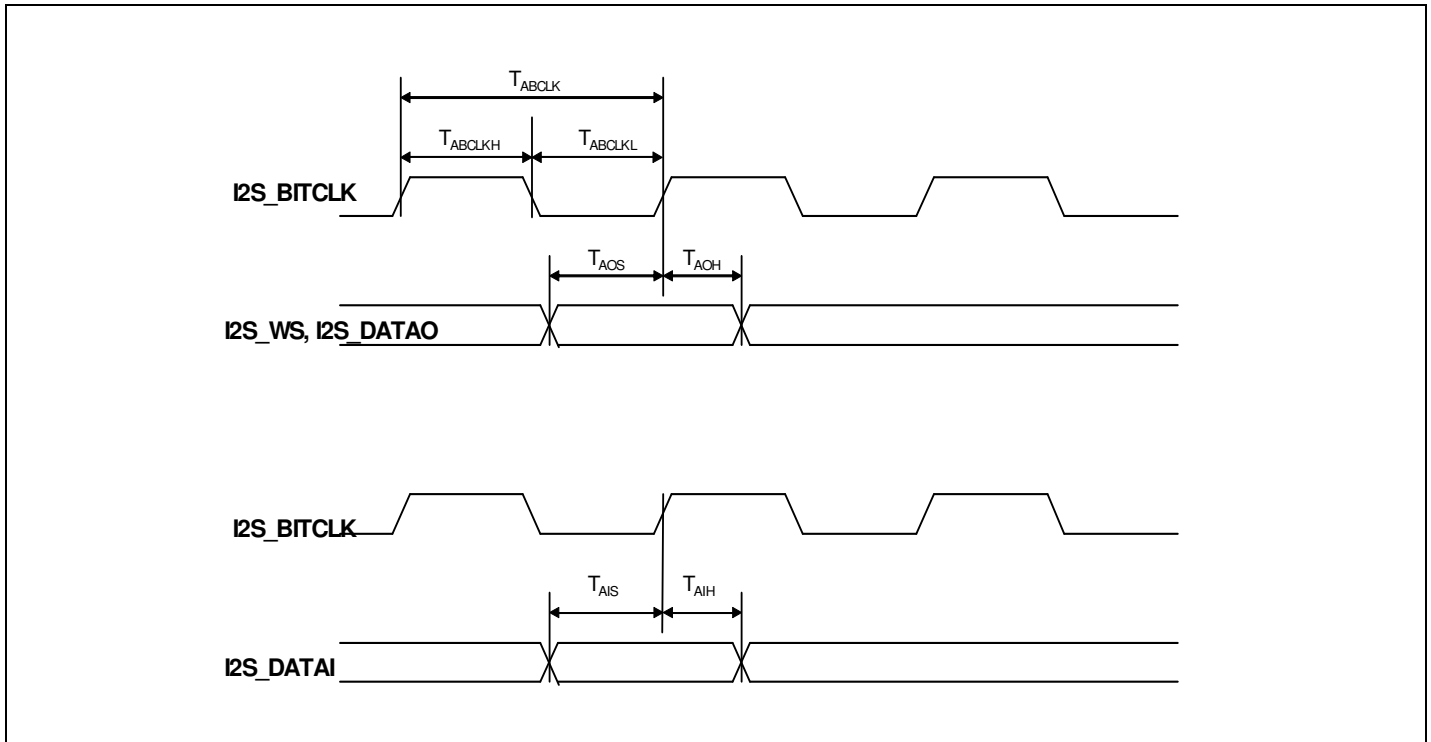 TABCLK
TABCLKH TABCLKL
I2S_BITCLK
TAOS TAOH
I2S_WS, I2S_DATAO
I2S_BITCLK
TAIS TAIH
I2S_DATAI